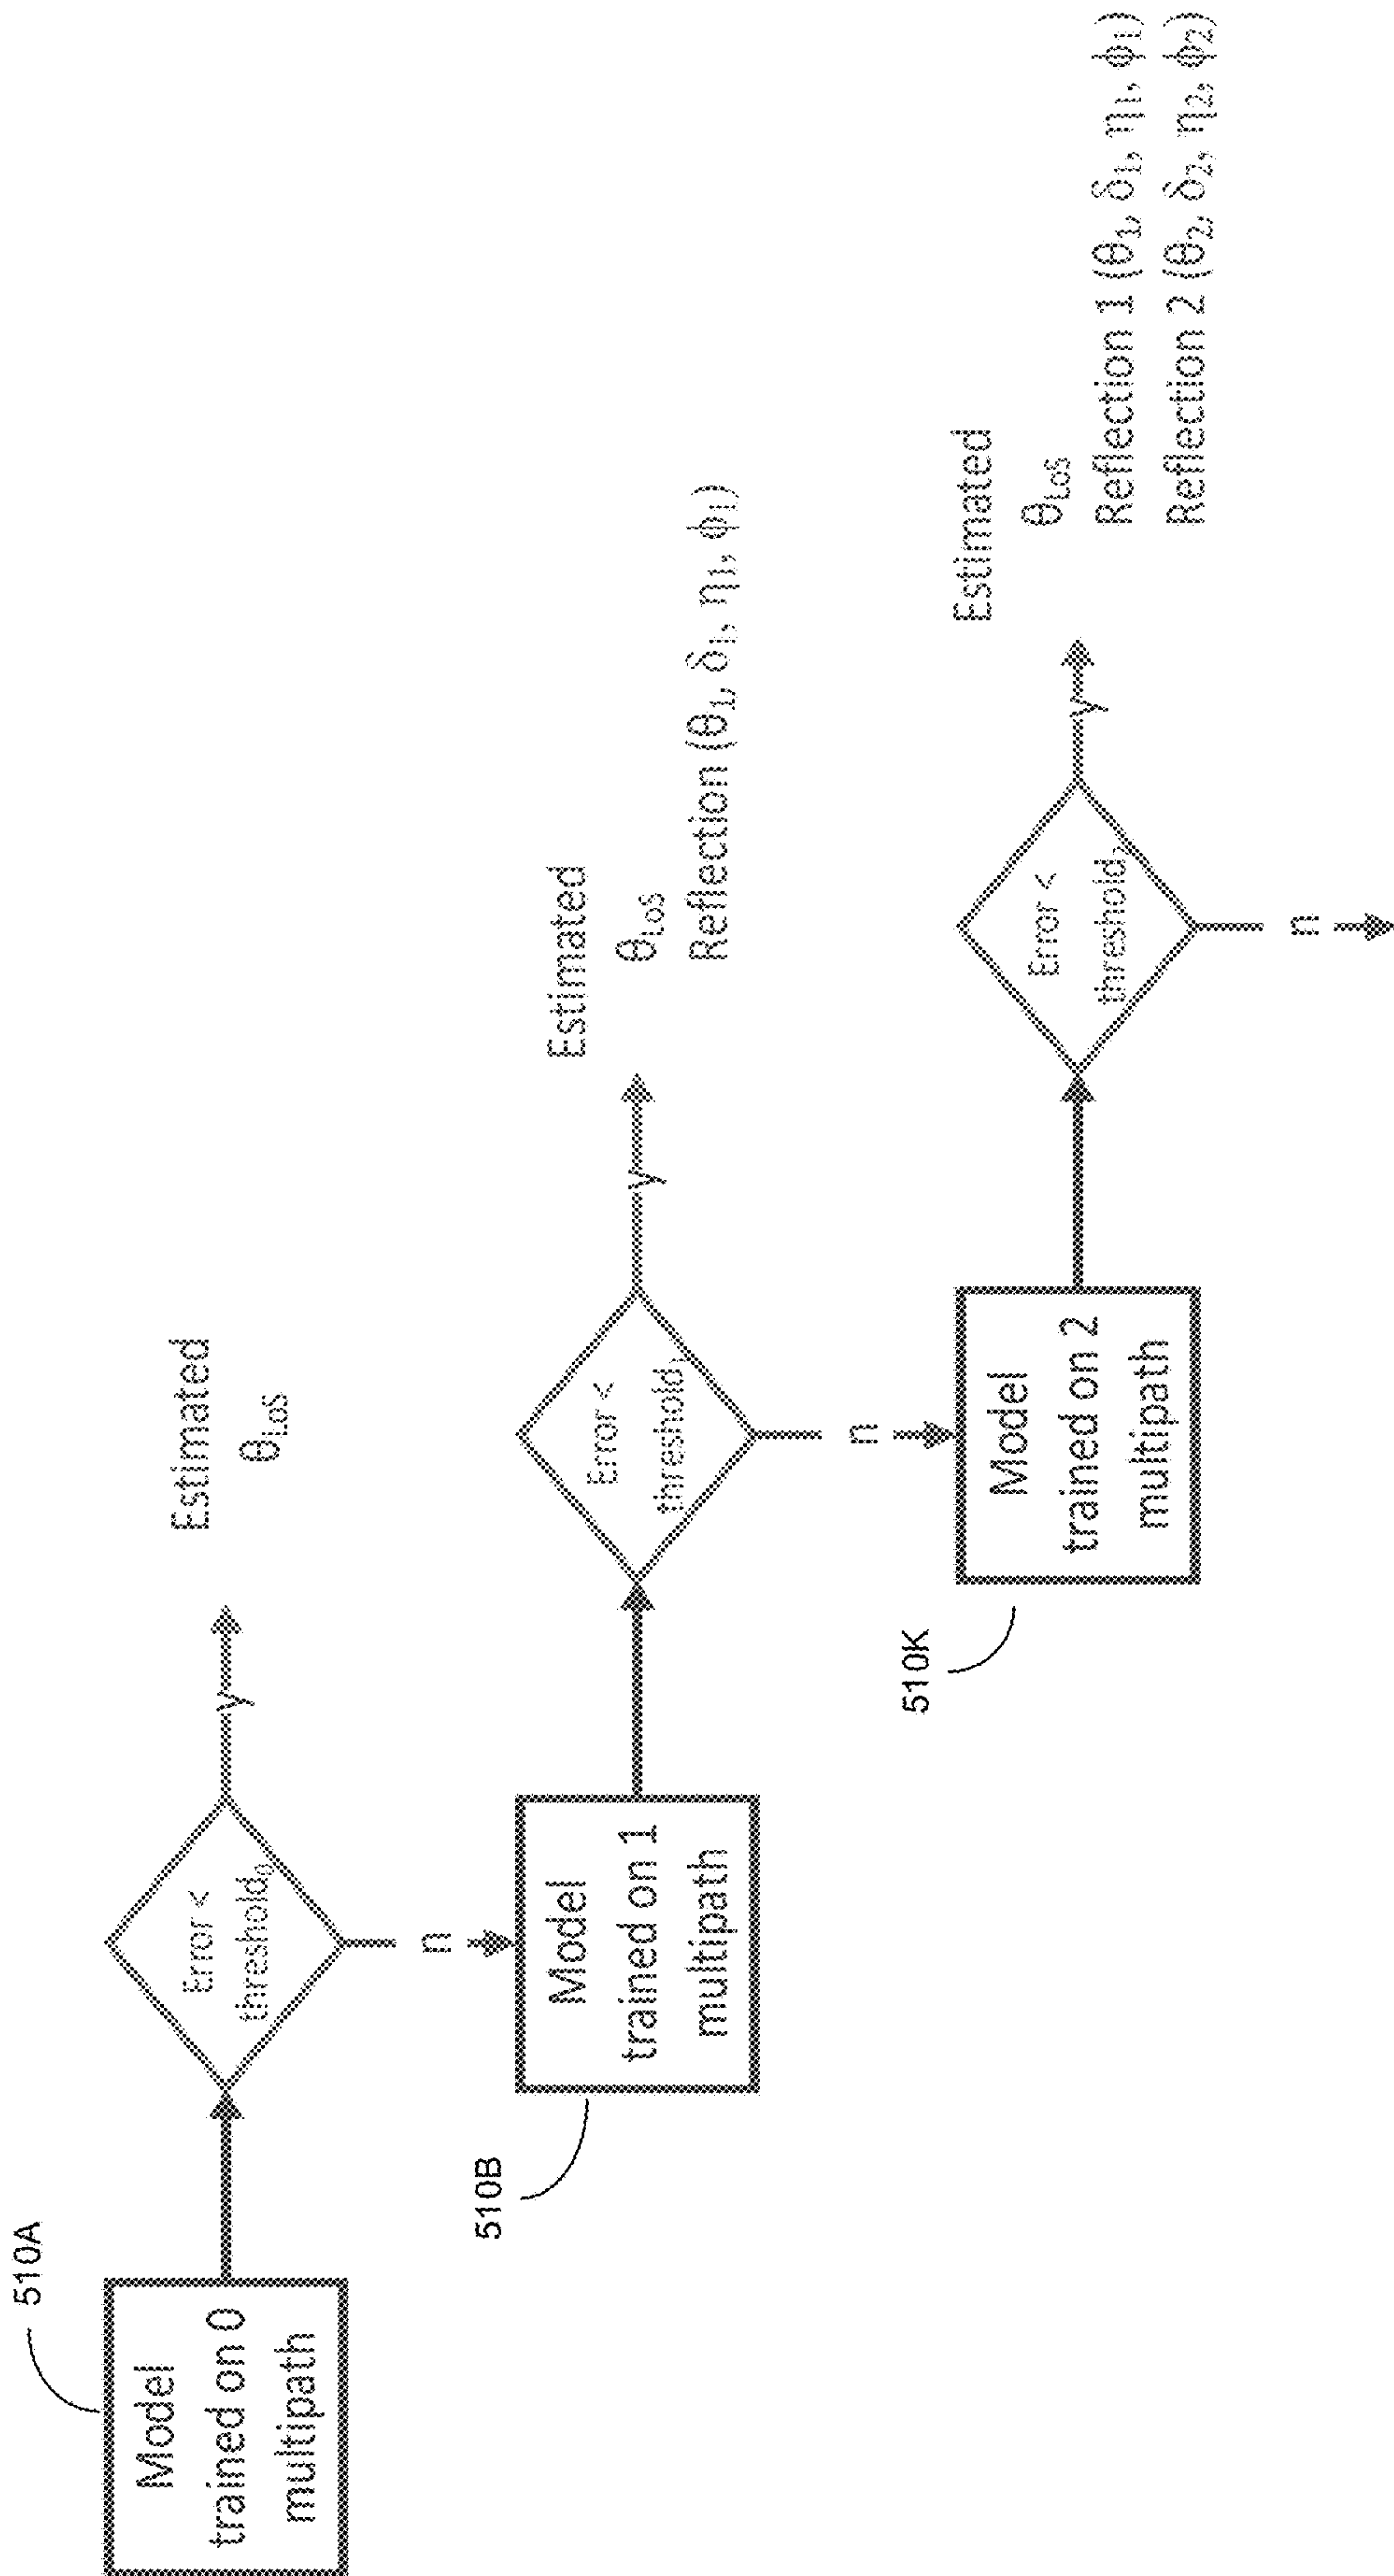 510A
Model
trained on 0
multipath
Error <
threshold₀
y
Estimated
θLoS
n
510B
Model
trained on 1
multipath
Error <
threshold₁
y
Estimated
θLoS
Reflection (θ₁, δ₁, η₁, ϕ₁)
n
510K
Model
trained on 2
multipath
Error <
threshold₂
y
Estimated
θLoS
Reflection 1 (θ₁, δ₁, η₁, ϕ₁)
Reflection 2 (θ₂, δ₂, η₂, ϕ₂)
n